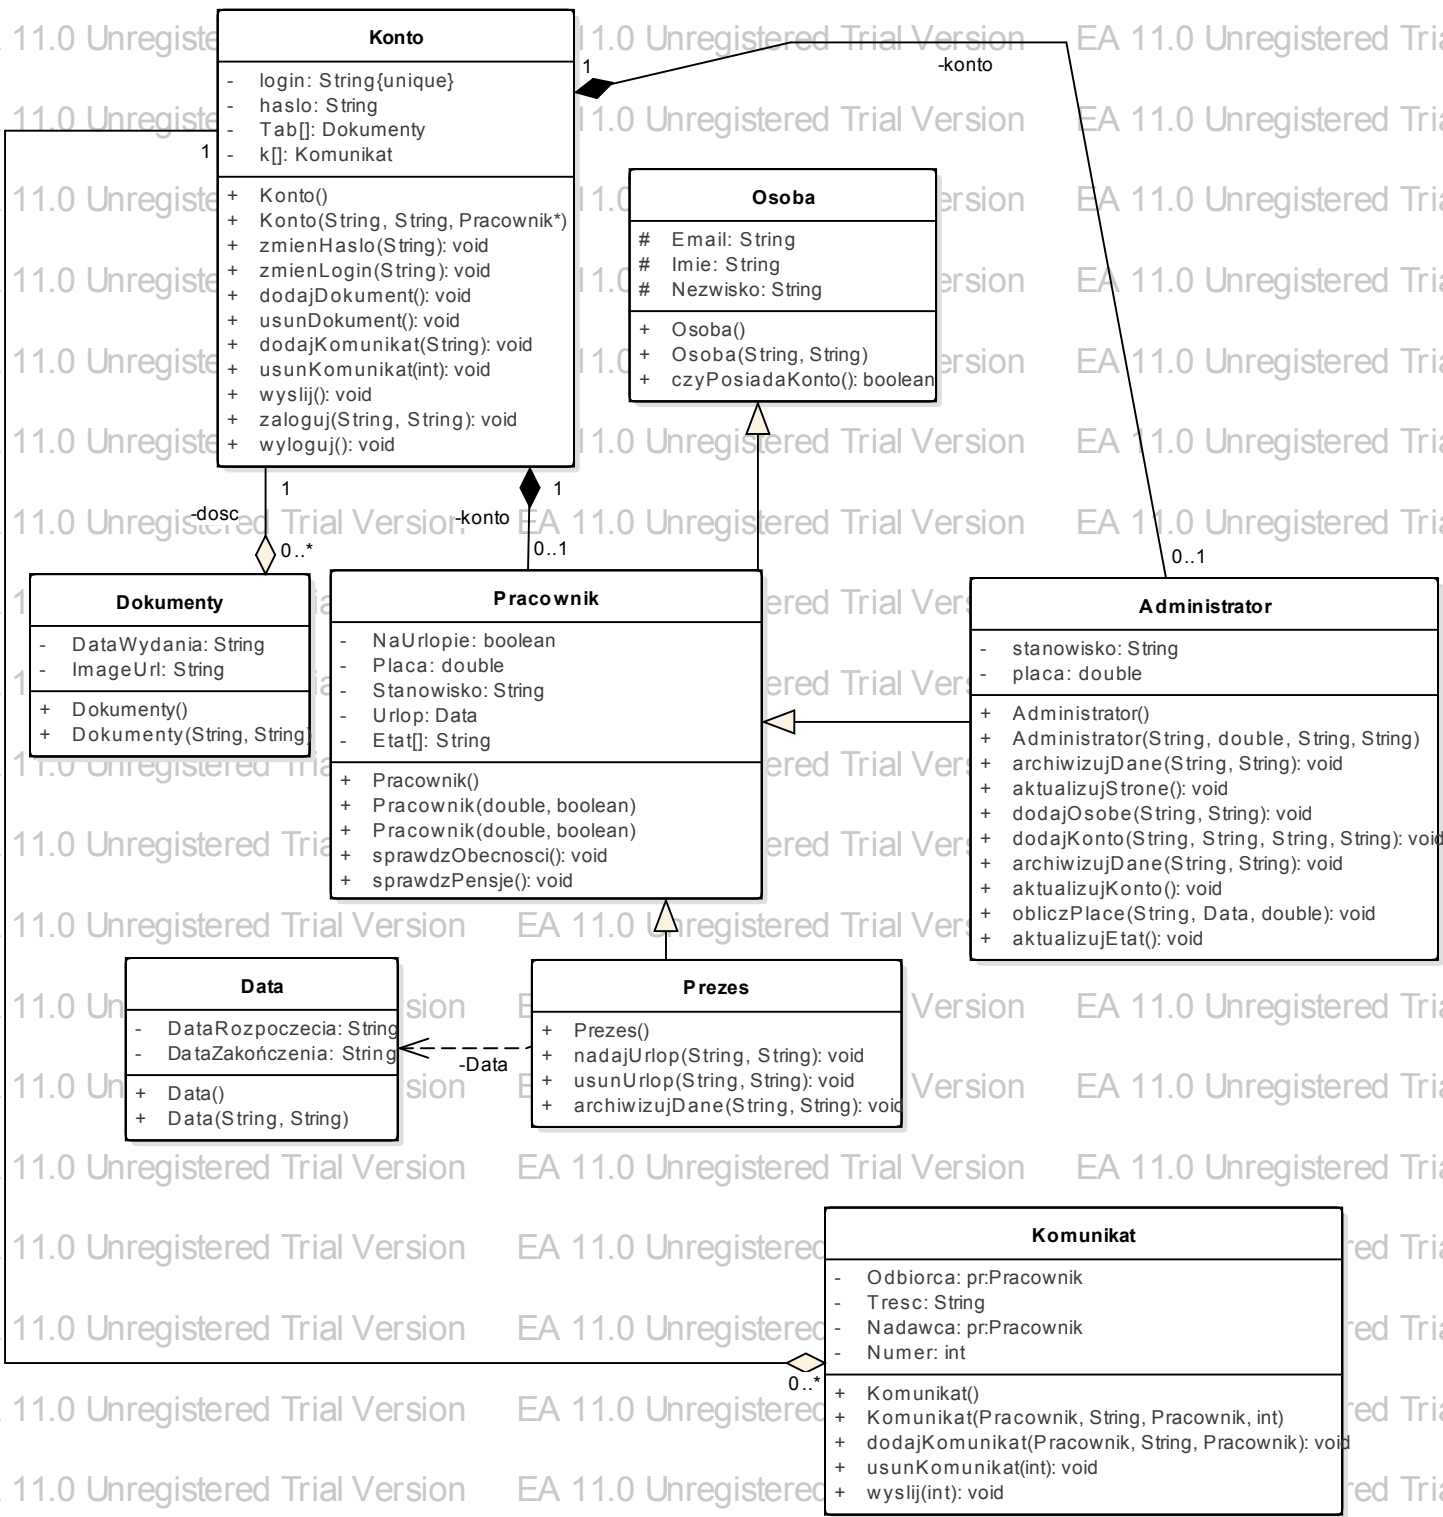 Konto
- login: String{unique}
- haslo: String
- Tab[]: Dokumenty
- k[]: Komunikat
+ Konto()
+ Konto(String, String, Pracownik*)
+ zmienHaslo(String): void
+ zmienLogin(String): void
+ dodajDokument(): void
+ usunDokument(): void
+ dodajKomunikat(String): void
+ usunKomunikat(int): void
+ wyslij(): void
+ zaloguj(String, String): void
+ wyloguj(): void
1
-konto
1
Osoba
# Email: String
# Imie: String
# Nezwisko: String
+ Osoba()
+ Osoba(String, String)
+ czyPosiadaKonto(): boolean
1
-dosc
0..*
1
-konto
0..1
0..1
Dokumenty
- DataWydania: String
- ImageUrl: String
+ Dokumenty()
+ Dokumenty(String, String)
Pracownik
- NaUrlopie: boolean
- Placa: double
- Stanowisko: String
- Urlop: Data
- Etat[]: String
+ Pracownik()
+ Pracownik(double, boolean)
+ Pracownik(double, boolean)
+ sprawdzObecnosci(): void
+ sprawdzPensje(): void
Administrator
- stanowisko: String
- placa: double
+ Administrator()
+ Administrator(String, double, String, String)
+ archiwizujDane(String, String): void
+ aktualizujStrone(): void
+ dodajOsobe(String, String): void
+ dodajKonto(String, String, String, String): void
+ archiwizujDane(String, String): void
+ aktualizujKonto(): void
+ obliczPlace(String, Data, double): void
+ aktualizujEtat(): void
Data
- DataRozpoczecia: String
- DataZakończenia: String
+ Data()
+ Data(String, String)
-Data
Prezes
+ Prezes()
+ nadajUrlop(String, String): void
+ usunUrlop(String, String): void
+ archiwizujDane(String, String): void
Komunikat
- Odbiorca: pr:Pracownik
- Tresc: String
- Nadawca: pr:Pracownik
- Numer: int
+ Komunikat()
+ Komunikat(Pracownik, String, Pracownik, int)
+ dodajKomunikat(Pracownik, String, Pracownik): void
+ usunKomunikat(int): void
+ wyslij(int): void
0..*
EA 11.0 Unregistered Trial Version